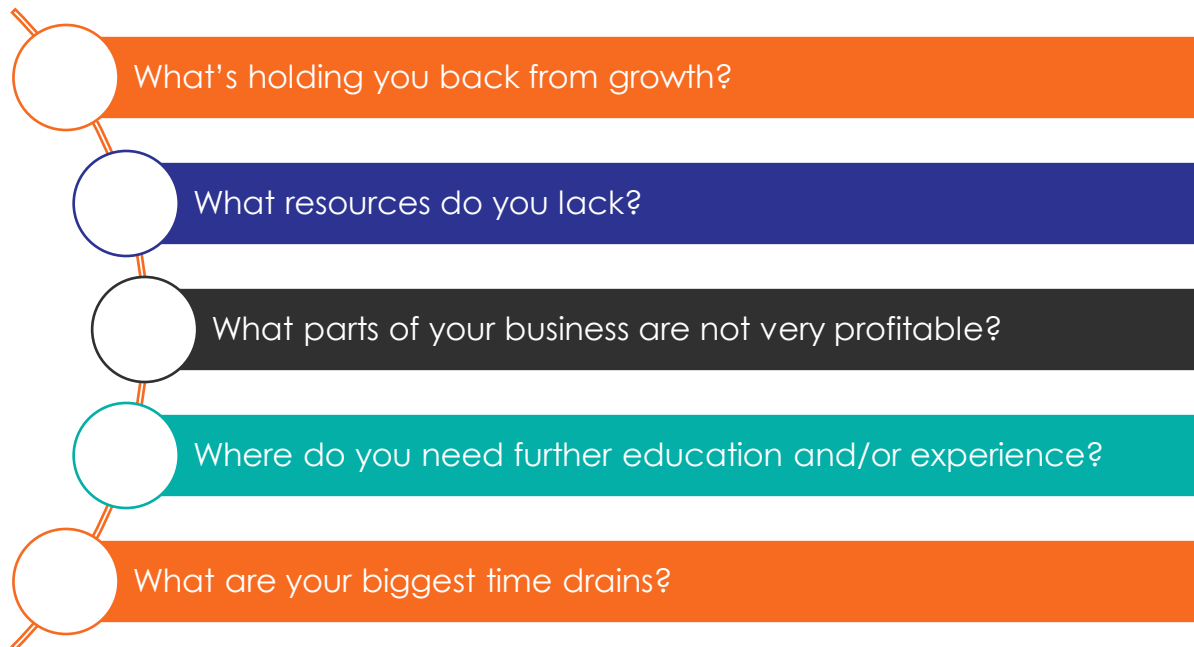 What’s holding you back from growth?
What resources do you lack?
What parts of your business are not very profitable?
Where do you need further education and/or experience?
What are your biggest time drains?